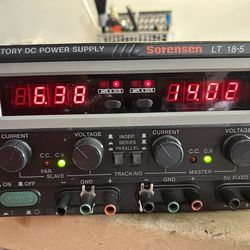 TORY DC POWER SUPPLY Sorensen LT 18-5
6.38 14.02
AMPS VOLTS AMPS VOLTS
CURRENT VOLTAGE INDEP. CURRENT VOLTAGE
SERIES
PARALLEL
C.C. C.V. C.C. C.V.
PAR
SLAVE TRACKING MASTER 5V FIXED
ON OFF
POWER
- GND + - GND +